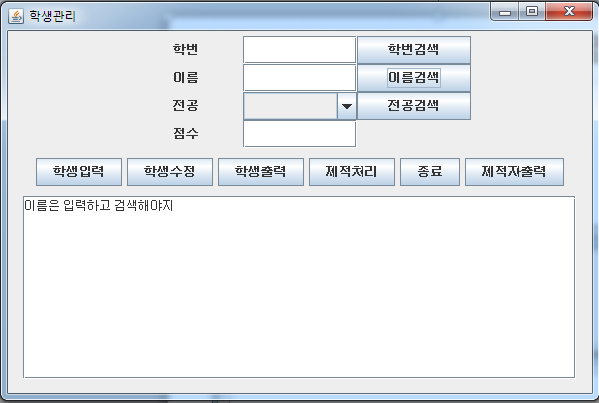 학생관리
학번 학번검색
이름 이름검색
전공 전공검색
점수
학생입력 학생수정 학생출력 제적처리 종료 제적자출력
이름은 입력하고 검색해야지